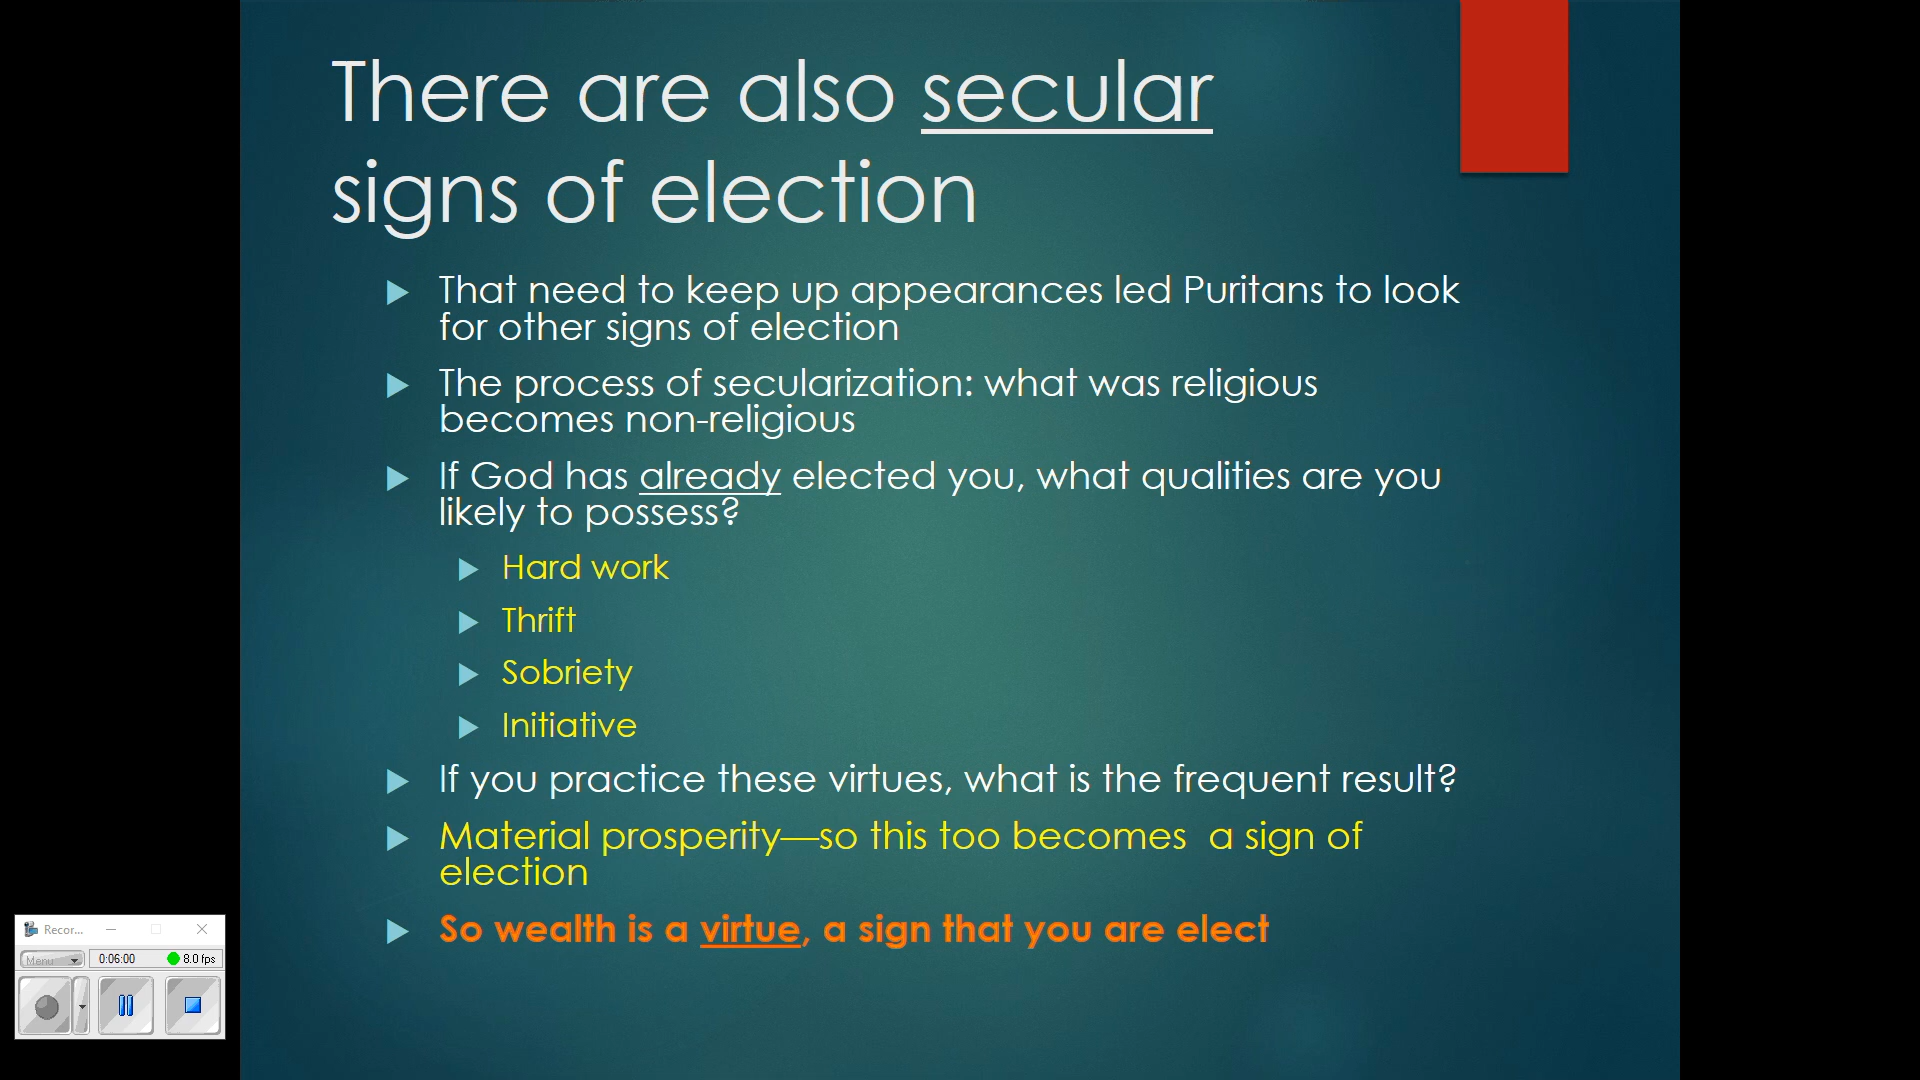 There are also secular
signs of election
That need to keep up appearances led Puritans to look
for other signs of election
The process of secularization: what was religious
becomes non-religious
If God has already elected you, what qualities are you
likely to possess?
Hard work
Thrift
Sobriety
Initiative
If you practice these virtues, what is the frequent result?
Material prosperity—so this too becomes  a sign of
election
So wealth is a virtue, a sign that you are elect
Recor...
Menu
0:06:00
8.0 fps